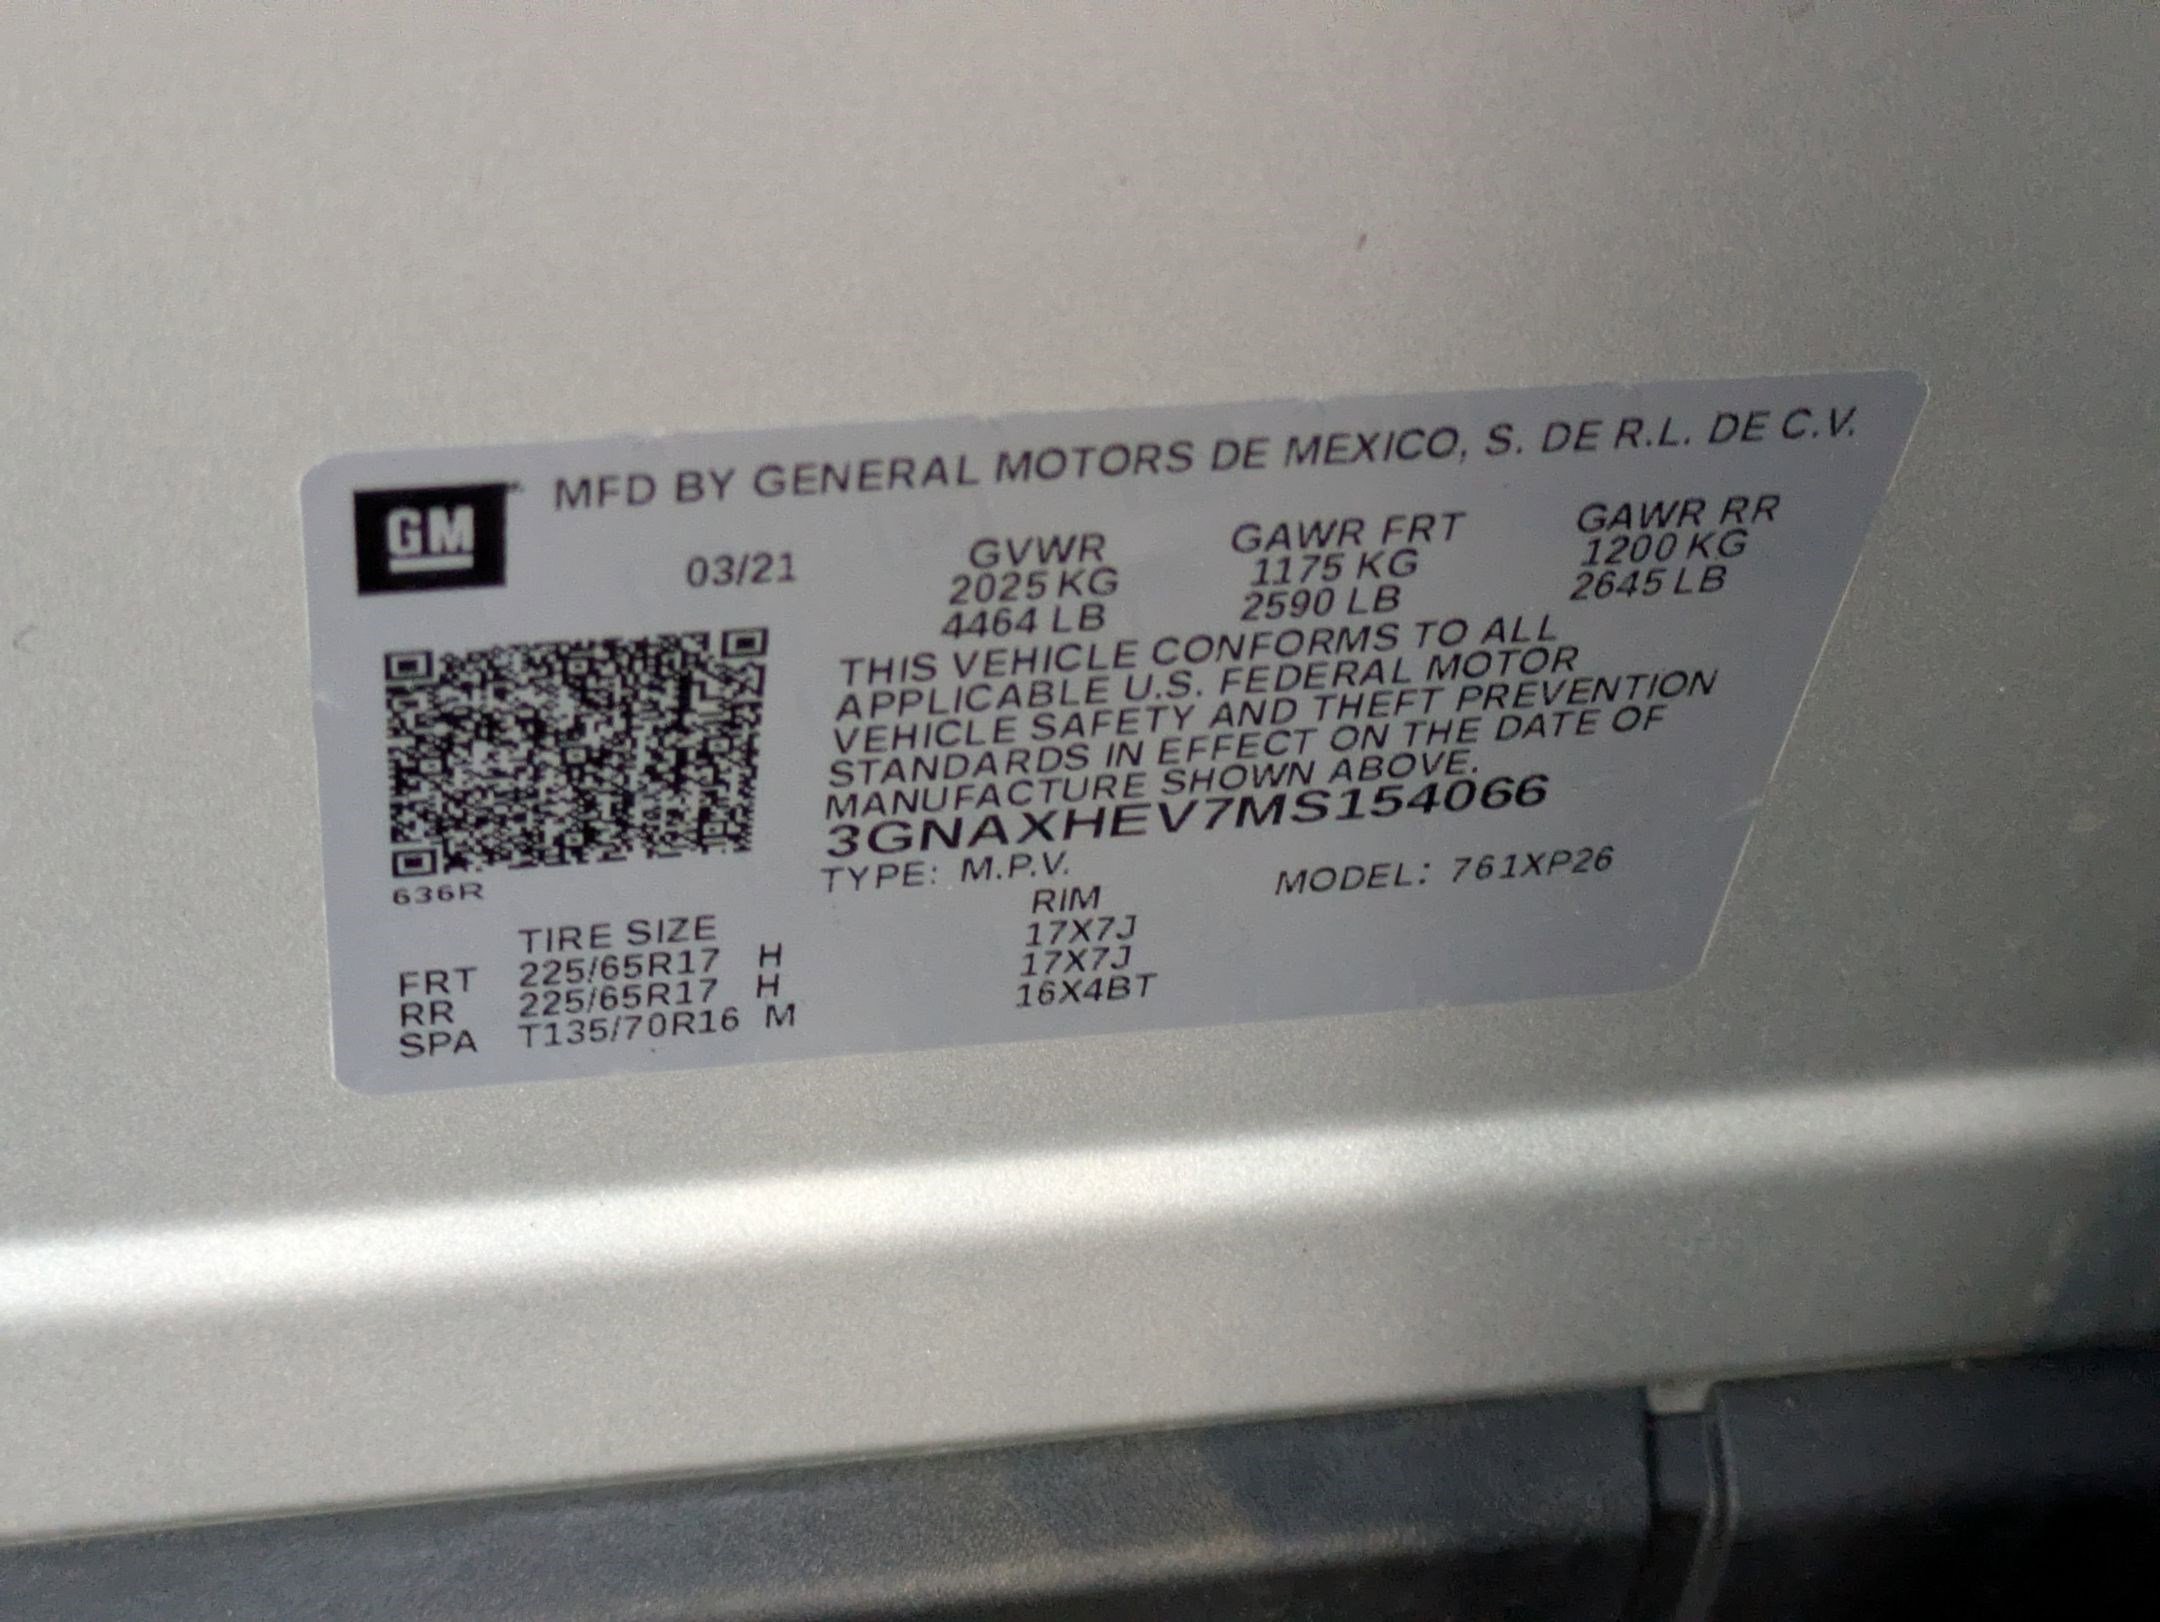 GM MFD BY GENERAL MOTORS DE MEXICO, S. DE R.L. DE C.V.
03/21 GVWR GAWR FRT GAWR RR
2025 KG 1175 KG 1200 KG
4464 LB 2590 LB 2645 LB
THIS VEHICLE CONFORMS TO ALL
APPLICABLE U.S. FEDERAL MOTOR
VEHICLE SAFETY AND THEFT PREVENTION
STANDARDS IN EFFECT ON THE DATE OF
MANUFACTURE SHOWN ABOVE.
3GNAXHEV7MS154066
636R
TYPE: M.P.V. MODEL: 761XP26
TIRE SIZE RIM
FRT 225/65R17 H 17X7J
RR 225/65R17 H 17X7J
SPA T135/70R16 M 16X4BT